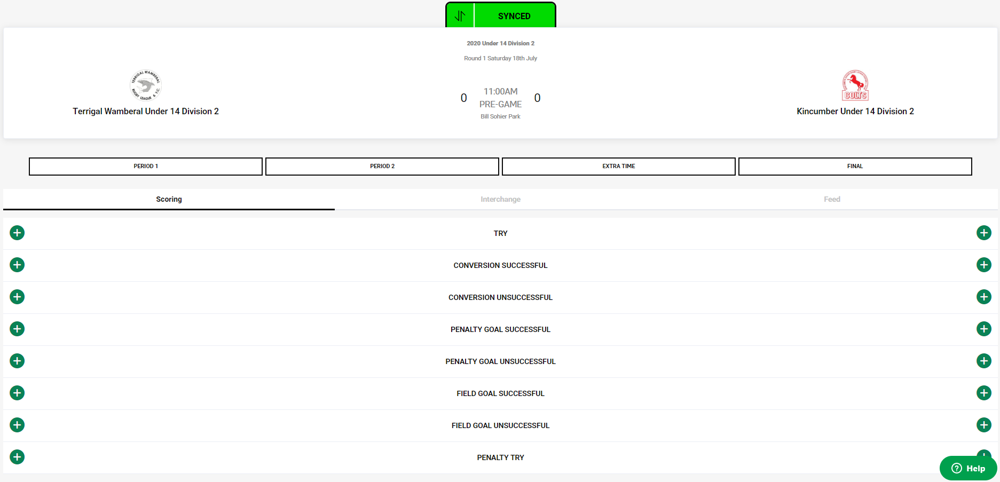 SYNCED
2020 Under 14 Division 2
Round 1 Saturday 18th July
TERRIGAL WAMBERAL
RUGBY LEAGUE & Y.C.
Terrigal Wamberal Under 14 Division 2
0
11:00AM
PRE-GAME
Bill Sohier Park
0
COLTS
Kincumber Under 14 Division 2
PERIOD 1
PERIOD 2
EXTRA TIME
FINAL
Scoring
Interchange
Feed
TRY
CONVERSION SUCCESSFUL
CONVERSION UNSUCCESSFUL
PENALTY GOAL SUCCESSFUL
PENALTY GOAL UNSUCCESSFUL
FIELD GOAL SUCCESSFUL
FIELD GOAL UNSUCCESSFUL
PENALTY TRY
Help